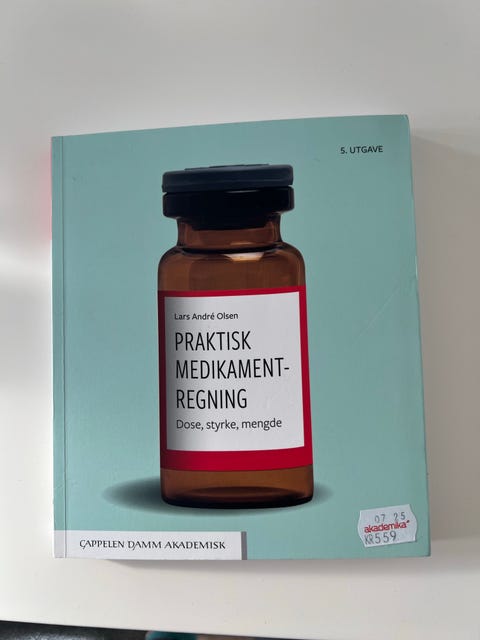 5. UTGAVE
Lars André Olsen
PRAKTISK
MEDIKAMENT-
REGNING
Dose, styrke, mengde
CAPPELEN DAMM AKADEMISK
07 25
akademika
KR559